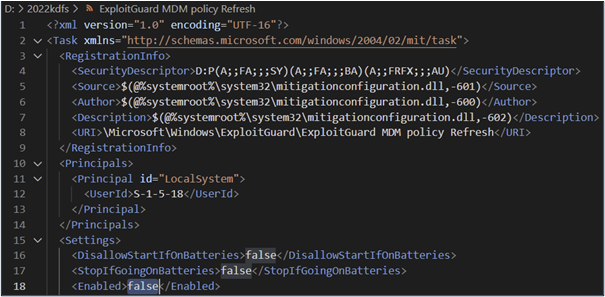 D: > 2022kdfs > ExploitGuard MDM policy Refresh
1 <?xml version="1.0" encoding="UTF-16"?>
2 <Task xmlns="http://schemas.microsoft.com/windows/2004/02/mit/task">
3 <RegistrationInfo>
4 <SecurityDescriptor>D:P(A;;FA;;;SY)(A;;FA;;;BA)(A;;FRFX;;;AU)</SecurityDescriptor>
5 <Source>$(@%systemroot%\system32\mitigationconfiguration.dll,-601)</Source>
6 <Author>$(@%systemroot%\system32\mitigationconfiguration.dll,-600)</Author>
7 <Description>$(@%systemroot%\system32\mitigationconfiguration.dll,-602)</Description>
8 <URI>\Microsoft\Windows\ExploitGuard\ExploitGuard MDM policy Refresh</URI>
9 </RegistrationInfo>
10 <Principals>
11 <Principal id="LocalSystem">
12 <UserId>S-1-5-18</UserId>
13 </Principal>
14 </Principals>
15 <Settings>
16 <DisallowStartIfOnBatteries>false</DisallowStartIfOnBatteries>
17 <StopIfGoingOnBatteries>false</StopIfGoingOnBatteries>
18 <Enabled>false</Enabled>